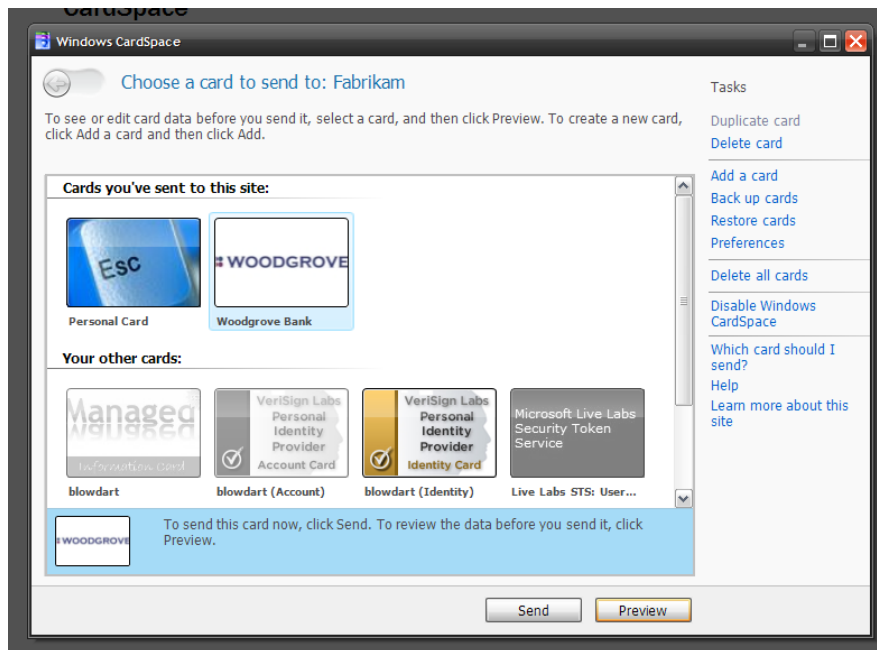 CardSpace
Windows CardSpace
Choose a card to send to: Fabrikam
To see or edit card data before you send it, select a card, and then click Preview. To create a new card,
click Add a card and then click Add.
Cards you've sent to this site:
Esc
WOODGROVE
Personal Card
Woodgrove Bank
Your other cards:
Managed
Information Card
VeriSign Labs
Personal
Identity
Provider
Account Card
VeriSign Labs
Personal
Identity
Provider
Identity Card
Microsoft Live Labs
Security Token
Service
blowdart
blowdart (Account)
blowdart (Identity)
Live Labs STS: User...
WOODGROVE
To send this card now, click Send. To review the data before you send it, click
Preview.
Send
Preview
Tasks
Duplicate card
Delete card
Add a card
Back up cards
Restore cards
Preferences
Delete all cards
Disable Windows
CardSpace
Which card should I
send?
Help
Learn more about this
site